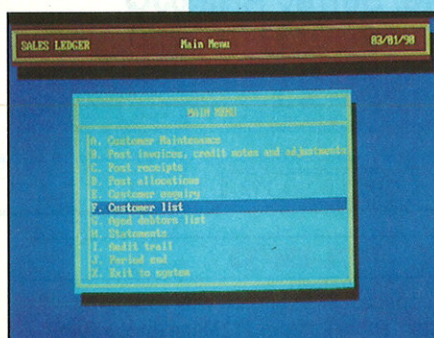 SALES LEDGER Main Menu 03/01/90
MAIN MENU
A. Customer Maintenance
B. Post invoices, credit notes and adjustments
C. Post receipts
D. Post allocations
E. Customer enquiry
F. Customer list
G. Aged debtors list
H. Statements
I. Audit trail
J. Period end
X. Exit to system